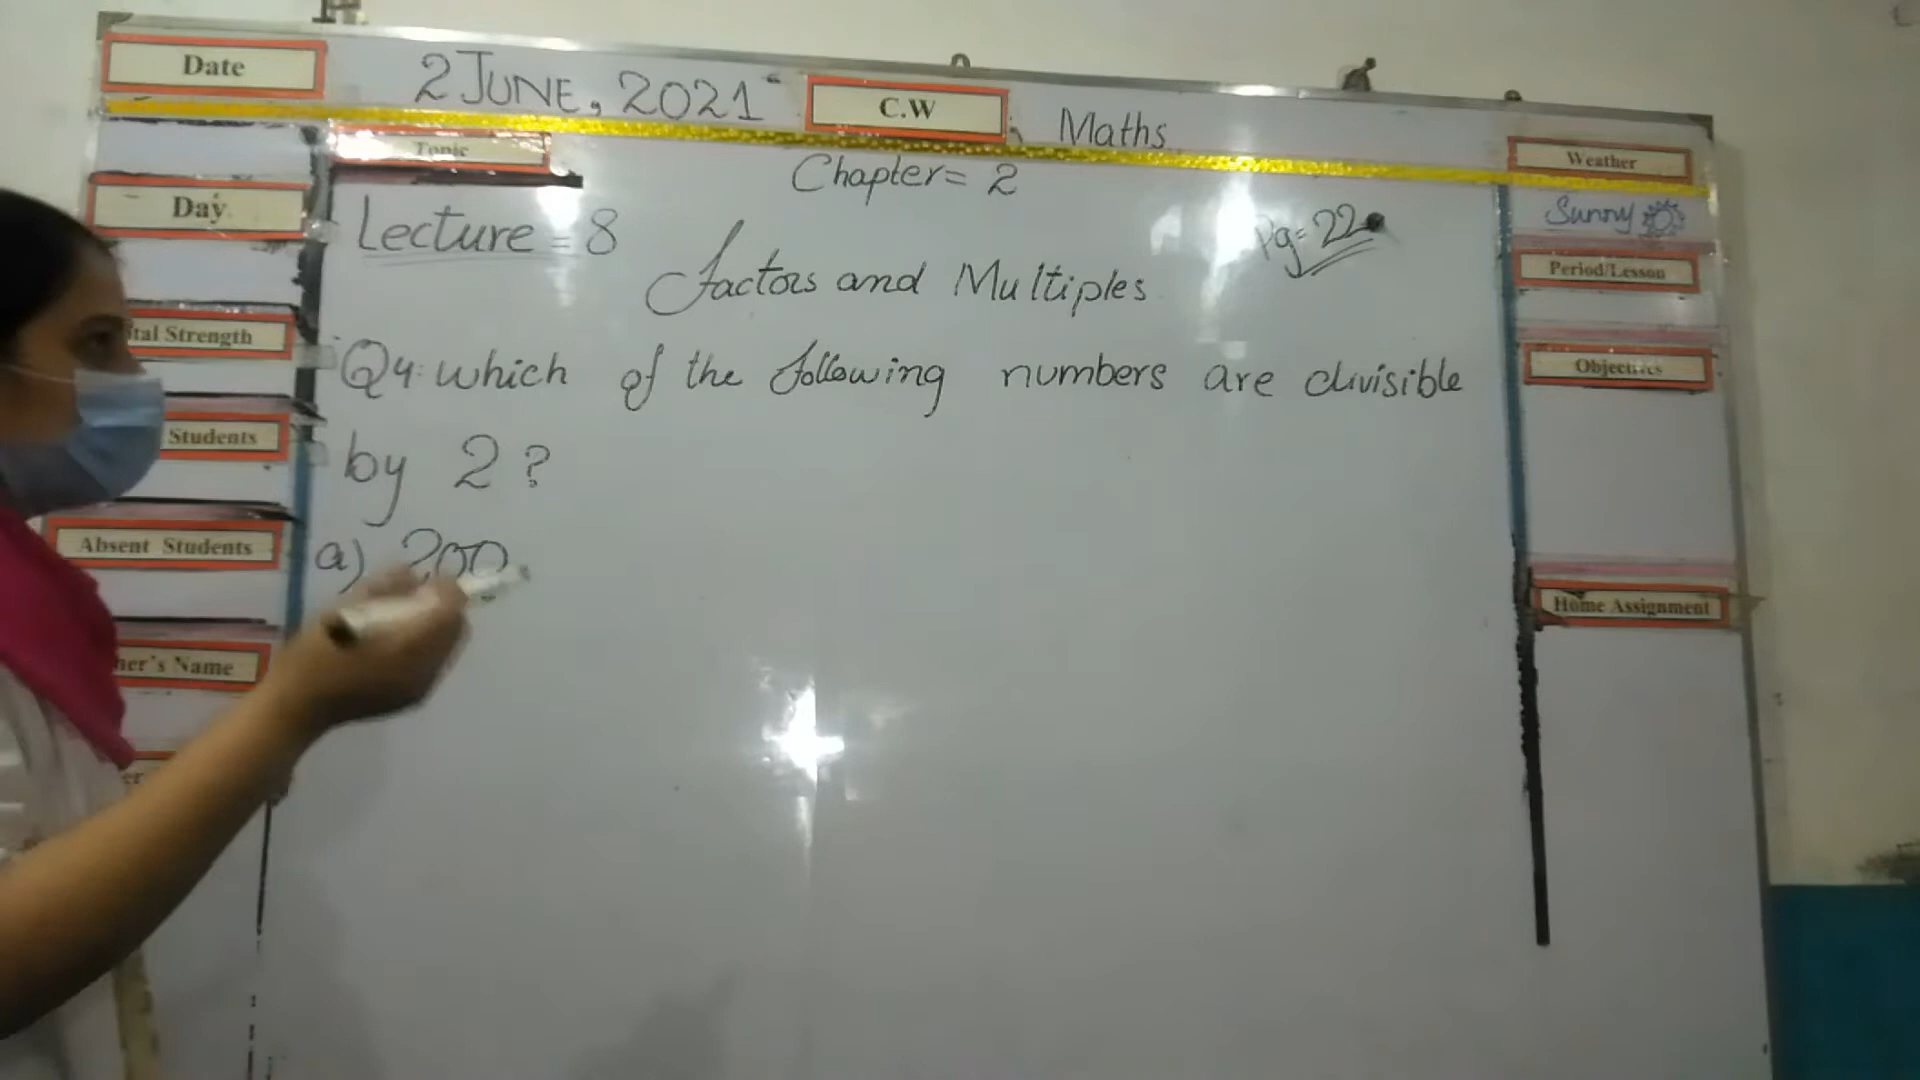 Date
2 JUNE, 2021
C.W
Maths
Topic
Chapter = 2
Weather
Day
Lecture = 8
Pg = 22
Sunny
Factors and Multiples
Period/Lesson
tal Strength
Q4: which of the following numbers are divisible
Objectives
Students
by 2 ?
Absent Students
a) 200
Home Assignment
her's Name